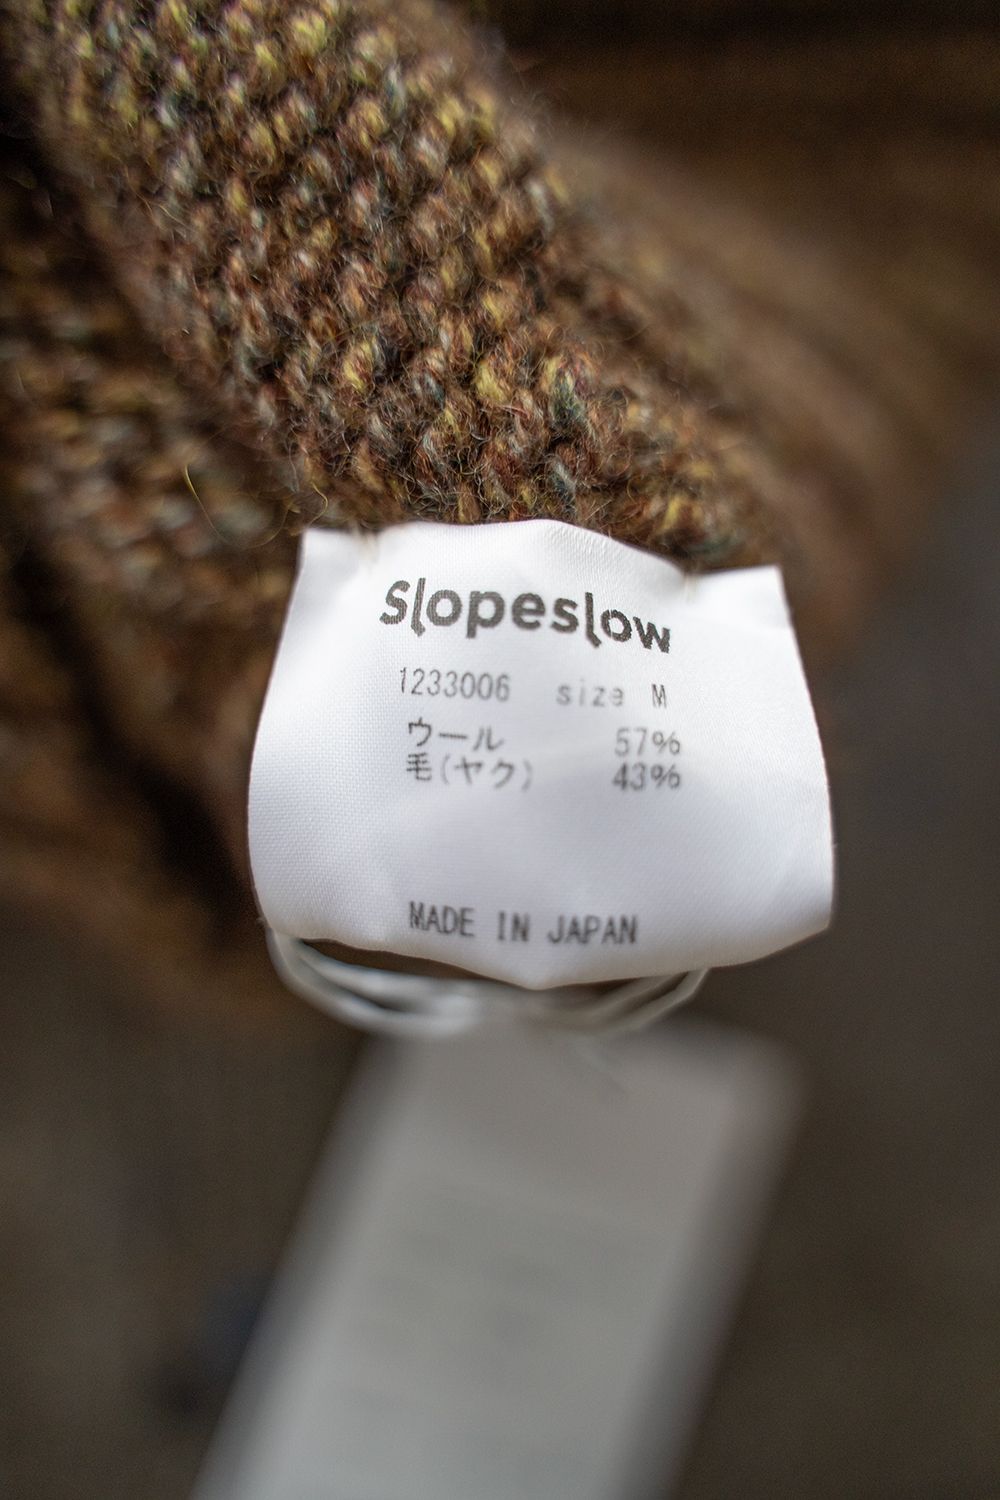 Slopeslow
1233006 size M
ウール 57%
毛(ヤク) 43%
MADE IN JAPAN